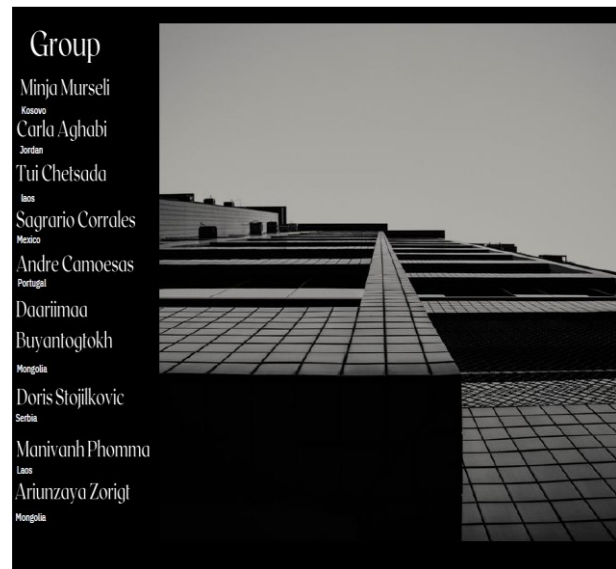 Group
Minja Murseli
Kosovo
Carla Aghabi
Jordan
Tui Chetsada
laos
Sagrario Corrales
Mexico
Andre Camoesas
Portugal
Daariimaa
Buyantogtokh
Mongolia
Doris Stojilkovic
Serbia
Manivanh Phomma
Laos
Ariunzaya Zorigt
Mongolia